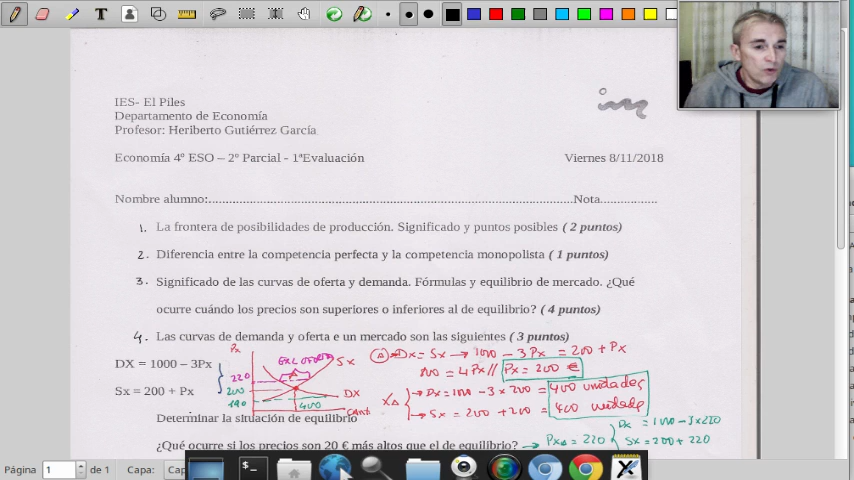 IES- El Piles
Departamento de Economía
Profesor: Heriberto Gutiérrez García
Economía 4º ESO – 2º Parcial - 1ªEvaluación Viernes 8/11/2018
Nombre alumno:............Nota...............
1. La frontera de posibilidades de producción. Significado y puntos posibles ( 2 puntos)
2. Diferencia entre la competencia perfecta y la competencia monopolista ( 1 punto)
3. Significado de las curvas de oferta y demanda. Fórmulas y equilibrio de mercado. ¿Qué
ocurre cuándo los precios son superiores o inferiores al de equilibrio? ( 4 puntos)
4. Las curvas de demanda y oferta e un mercado son las siguientes ( 3 puntos)
Px
EXC OFERTA
Sx
A → Dx = Sx → 1000 - 3Px = 200 + Px
DX = 1000 – 3Px
800 = 4Px // Px = 200 €
220
200
190
DX
400
CANT
Sx = 200 + Px
→ Dx = 1000 - 3 x 200 = 400 unidades
→ Sx = 200 + 200 = 400 unidades
Determinar la situación de equilibrio
¿Qué ocurre si los precios son 20 € más altos que el de equilibrio? → = 220
Dx = 1000 - 3x220
Sx = 200 + 220
Página 1 de 1 Capa: Cap